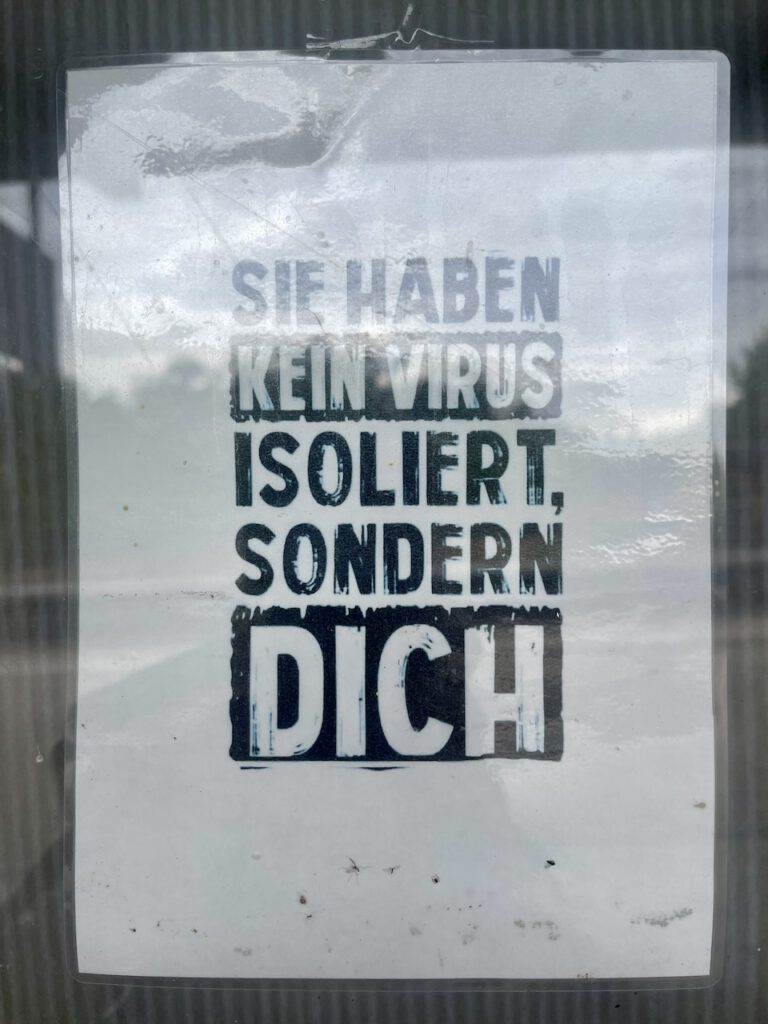 SIE HABEN
KEIN VIRUS
ISOLIERT,
SONDERN
DICH